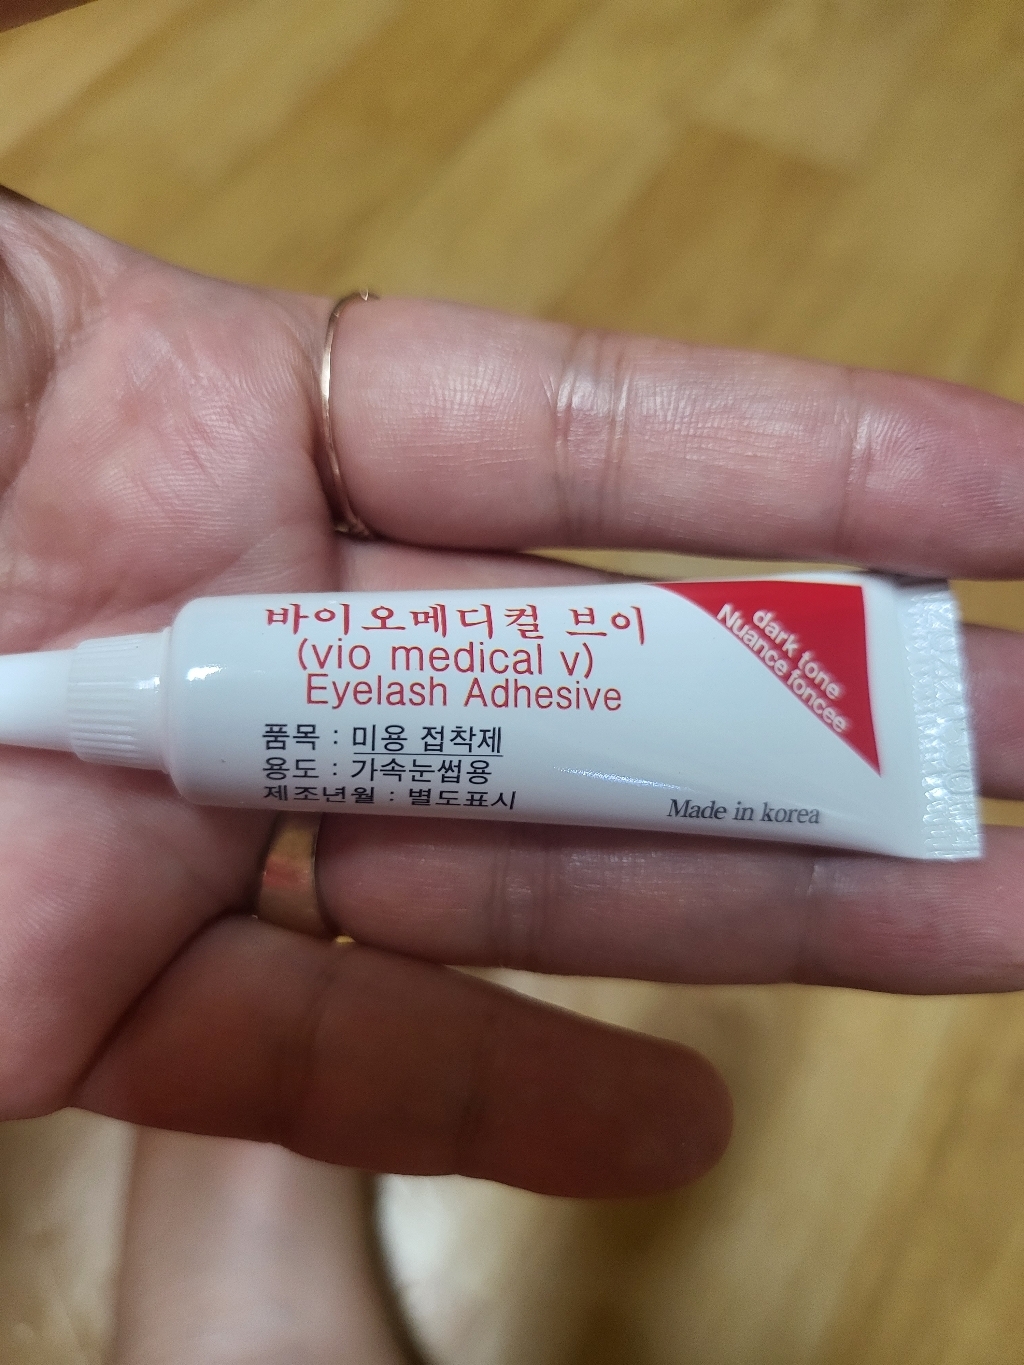 바이오메디컬 브이
(vio medical v)
Eyelash Adhesive
품목 : 미용 접착제
용도 : 가속눈썹용
제조년월 : 별도표시
dark tone
Nuance foncee
Made in korea